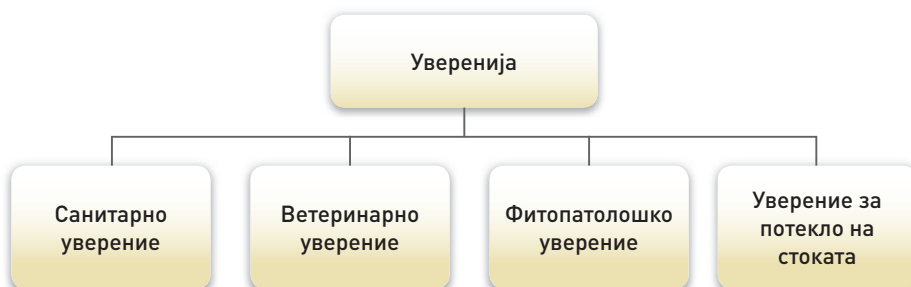 Уверенија
Санитарно
уверение
Ветеринарно
уверение
Фитопатолошко
уверение
Уверение за
потекло на
стоката